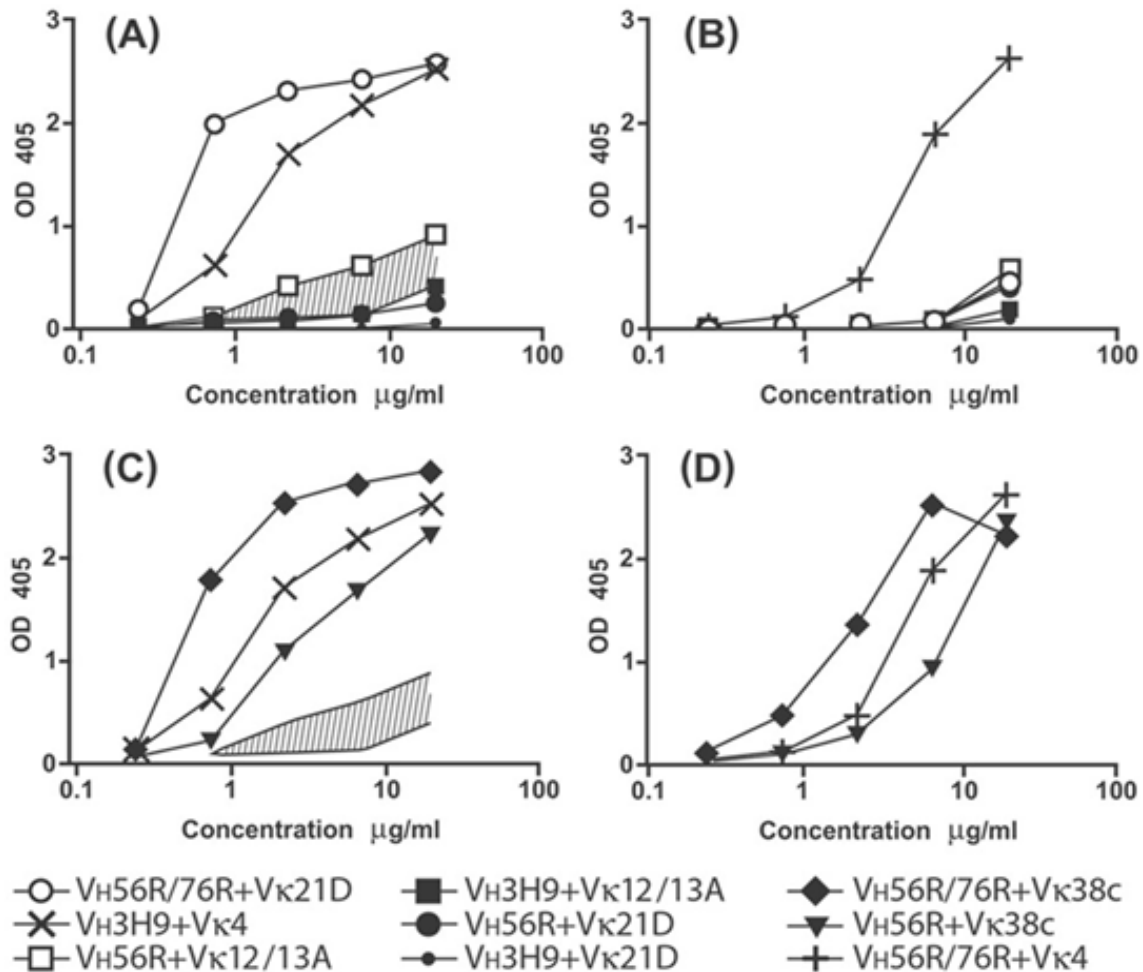 (A)
(B)
3
2
1
0
OD 405
0.1 1 10 100
Concentration μg/ml
3
2
1
0
OD 405
0.1 1 10 100
Concentration μg/ml
(C)
(D)
3
2
1
0
OD 405
0.1 1 10 100
Concentration μg/ml
3
2
1
0
OD 405
0.1 1 10 100
Concentration μg/ml
VH56R/76R+Vκ21D
VH3H9+Vκ4
VH56R+Vκ12/13A
VH3H9+Vκ12/13A
VH56R+Vκ21D
VH3H9+Vκ21D
VH56R/76R+Vκ38c
VH56R+Vκ38c
VH56R/76R+Vκ4